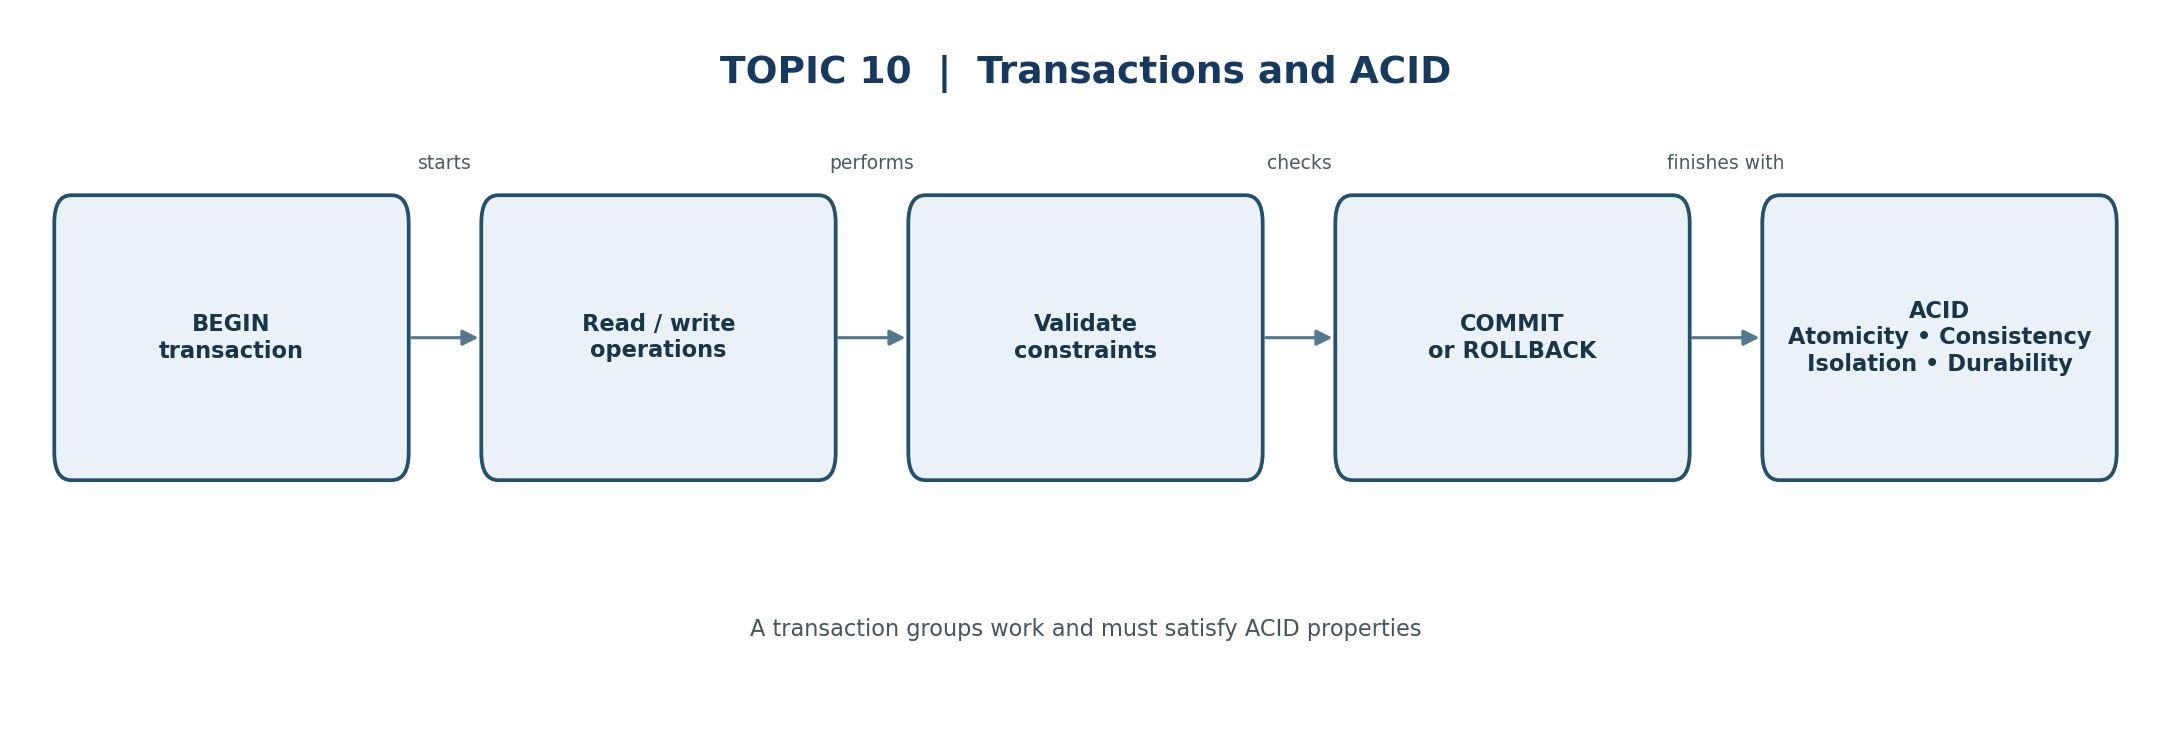 TOPIC 10 | Transactions and ACID
starts
performs
checks
finishes with
BEGIN
transaction
Read / write
operations
Validate
constraints
COMMIT
or ROLLBACK
ACID
Atomicity • Consistency
Isolation • Durability
A transaction groups work and must satisfy ACID properties